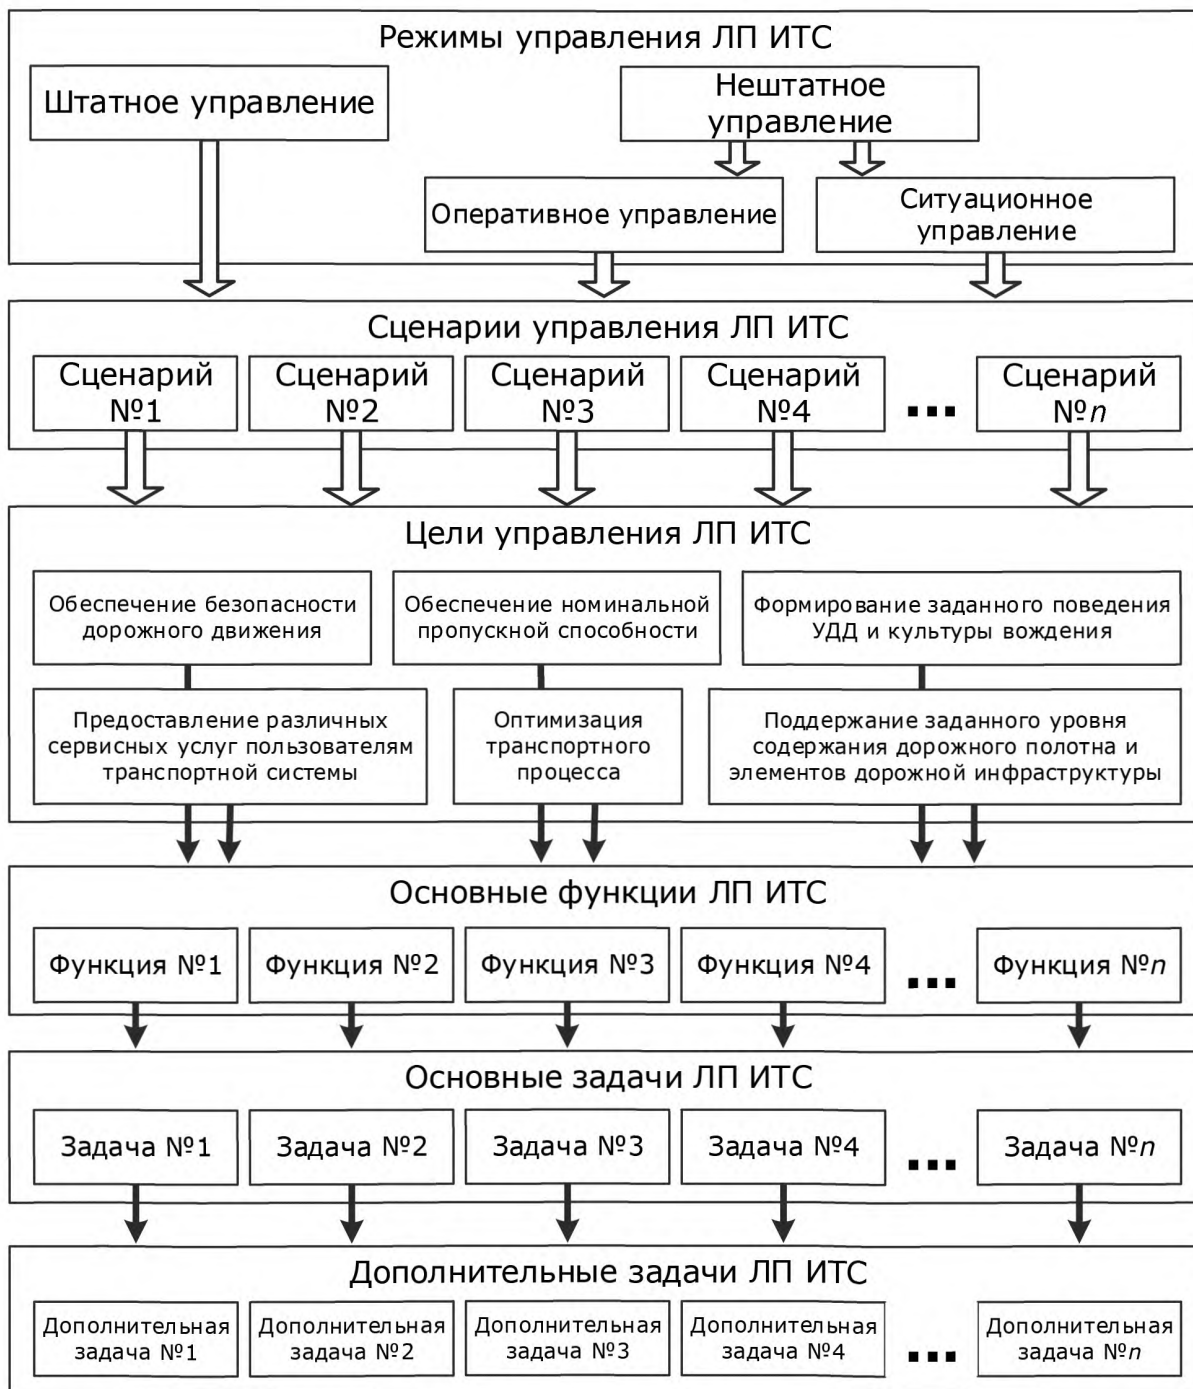 Режимы управления ЛП ИТС
Штатное управление
Нештатное
управление
Оперативное управление
Ситуационное
управление
Сценарии управления ЛП ИТС
Сценарий
№1
Сценарий
№2
Сценарий
№3
Сценарий
№4
...
Сценарий
№n
Цели управления ЛП ИТС
Обеспечение безопасности
дорожного движения
Обеспечение номинальной
пропускной способности
Формирование заданного поведения
УДД и культуры вождения
Предоставление различных
сервисных услуг пользователям
транспортной системы
Оптимизация
транспортного
процесса
Поддержание заданного уровня
содержания дорожного полотна и
элементов дорожной инфраструктуры
Основные функции ЛП ИТС
Функция №1
Функция №2
Функция №3
Функция №4
...
Функция №n
Основные задачи ЛП ИТС
Задача №1
Задача №2
Задача №3
Задача №4
...
Задача №n
Дополнительные задачи ЛП ИТС
Дополнительная
задача №1
Дополнительная
задача №2
Дополнительная
задача №3
Дополнительная
задача №4
...
Дополнительная
задача №n